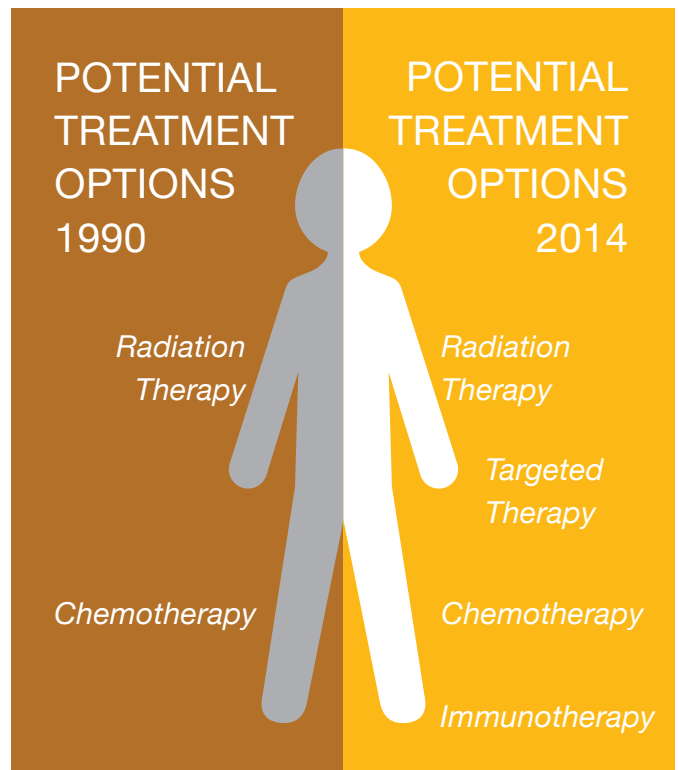 POTENTIAL
TREATMENT
OPTIONS
1990
Radiation
Therapy
Chemotherapy
POTENTIAL
TREATMENT
OPTIONS
2014
Radiation
Therapy
Targeted
Therapy
Chemotherapy
Immunotherapy